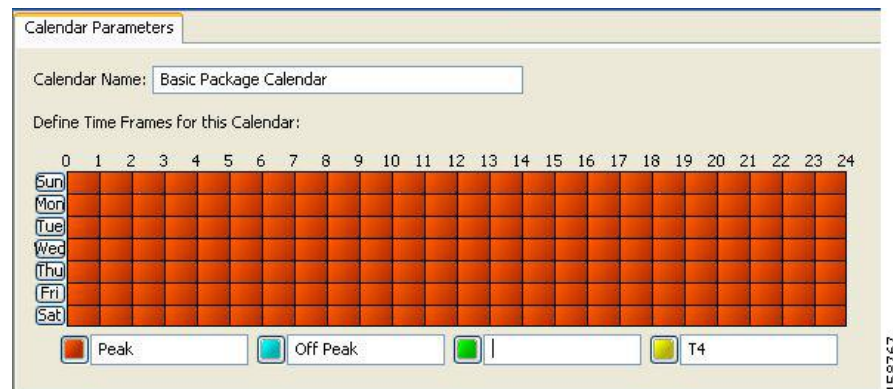 Calendar Parameters
Calendar Name: Basic Package Calendar
Define Time Frames for this Calendar:
0 1 2 3 4 5 6 7 8 9 10 11 12 13 14 15 16 17 18 19 20 21 22 23 24
Sun
Mon
Tue
Wed
Thu
Fri
Sat
Peak Off Peak T4